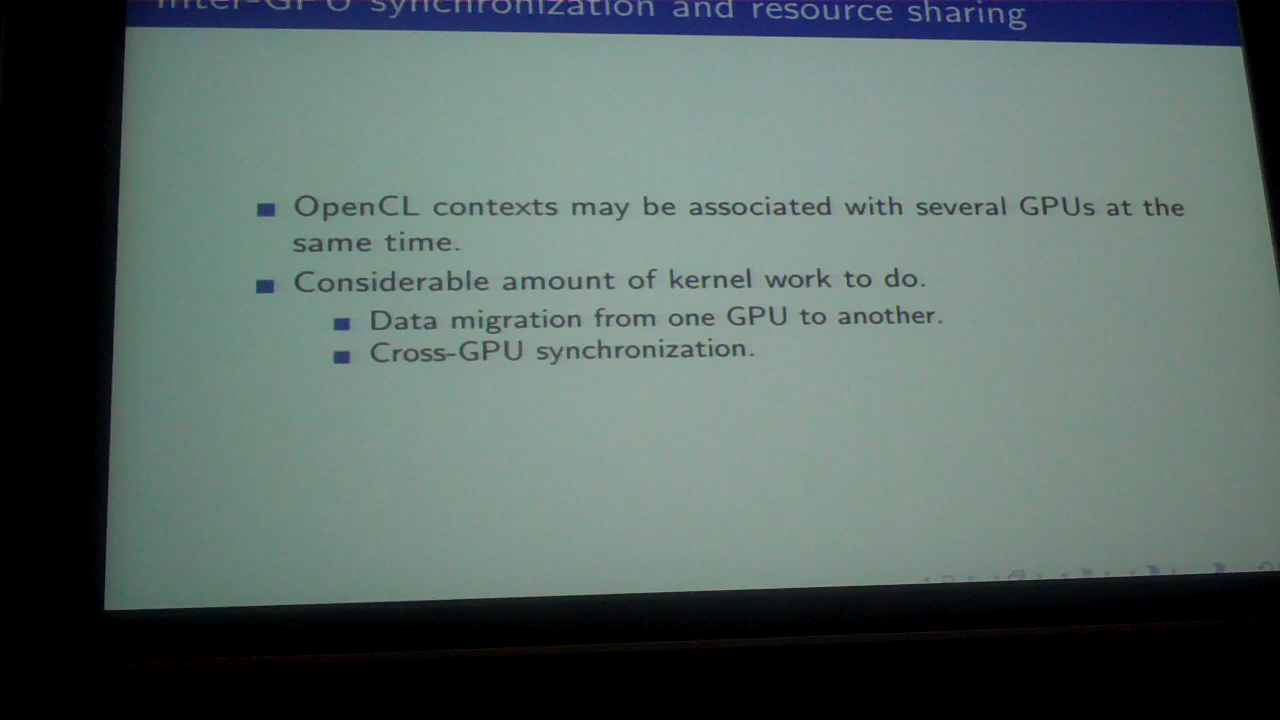 Inter-GPU synchronization and resource sharing
OpenCL contexts may be associated with several GPUs at the
same time.
Considerable amount of kernel work to do.
Data migration from one GPU to another.
Cross-GPU synchronization.